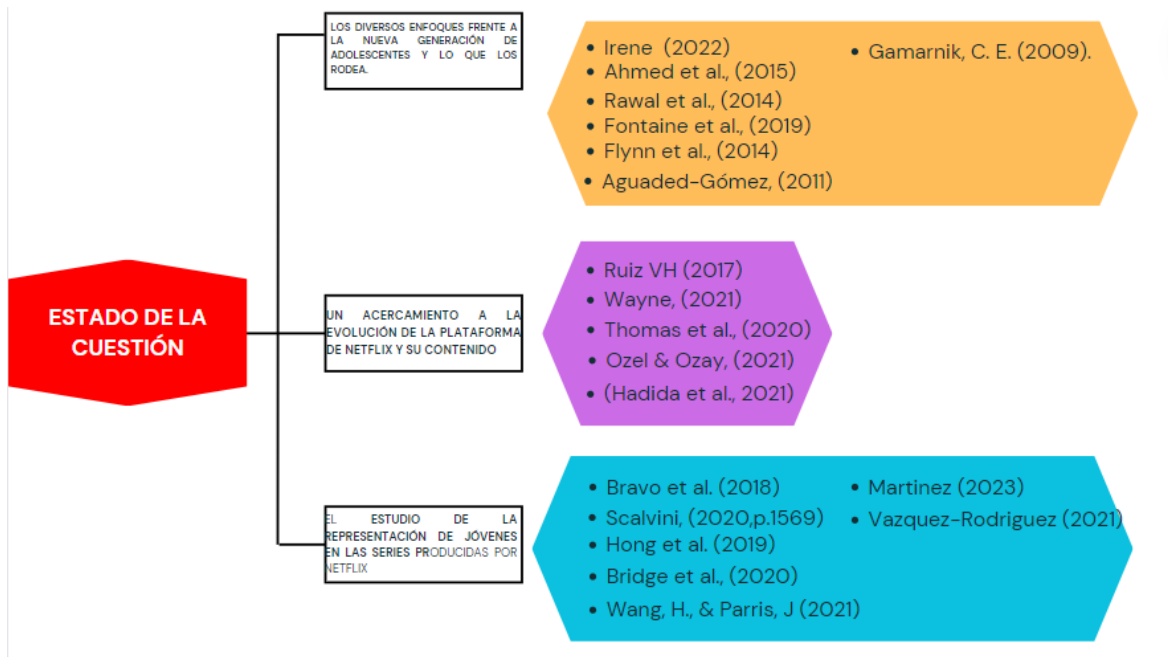 LOS DIVERSOS ENFOQUES FRENTE A
LA NUEVA GENERACIÓN DE
ADOLESCENTES Y LO QUE LOS
RODEA.
• Irene (2022)
• Ahmed et al., (2015)
• Rawal et al., (2014)
• Fontaine et al., (2019)
• Flynn et al., (2014)
• Aguaded-Gómez, (2011)
• Gamarnik, C. E. (2009).
ESTADO DE LA
CUESTIÓN
UN ACERCAMIENTO A LA
EVOLUCIÓN DE LA PLATAFORMA
DE NETFLIX Y SU CONTENIDO
• Ruiz VH (2017)
• Wayne, (2021)
• Thomas et al., (2020)
• Ozel & Ozay, (2021)
• (Hadida et al., 2021)
EL ESTUDIO DE LA
REPRESENTACIÓN DE JÓVENES
EN LAS SERIES PRODUCIDAS POR
NETFLIX
• Bravo et al. (2018)
• Scalvini, (2020,p.1569)
• Hong et al. (2019)
• Bridge et al., (2020)
• Wang, H., & Parris, J (2021)
• Martinez (2023)
• Vazquez-Rodriguez (2021)